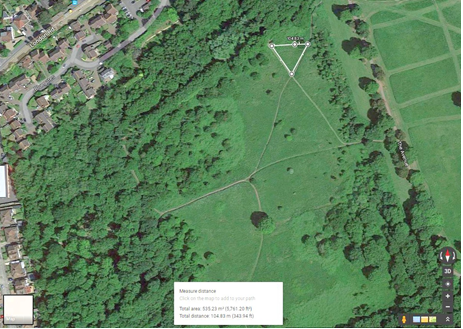 Measure distance
Click on the map to add to your path
Total area: 535.23 m² (5,761.20 ft²)
Total distance: 104.83 m (343.94 ft)
3D